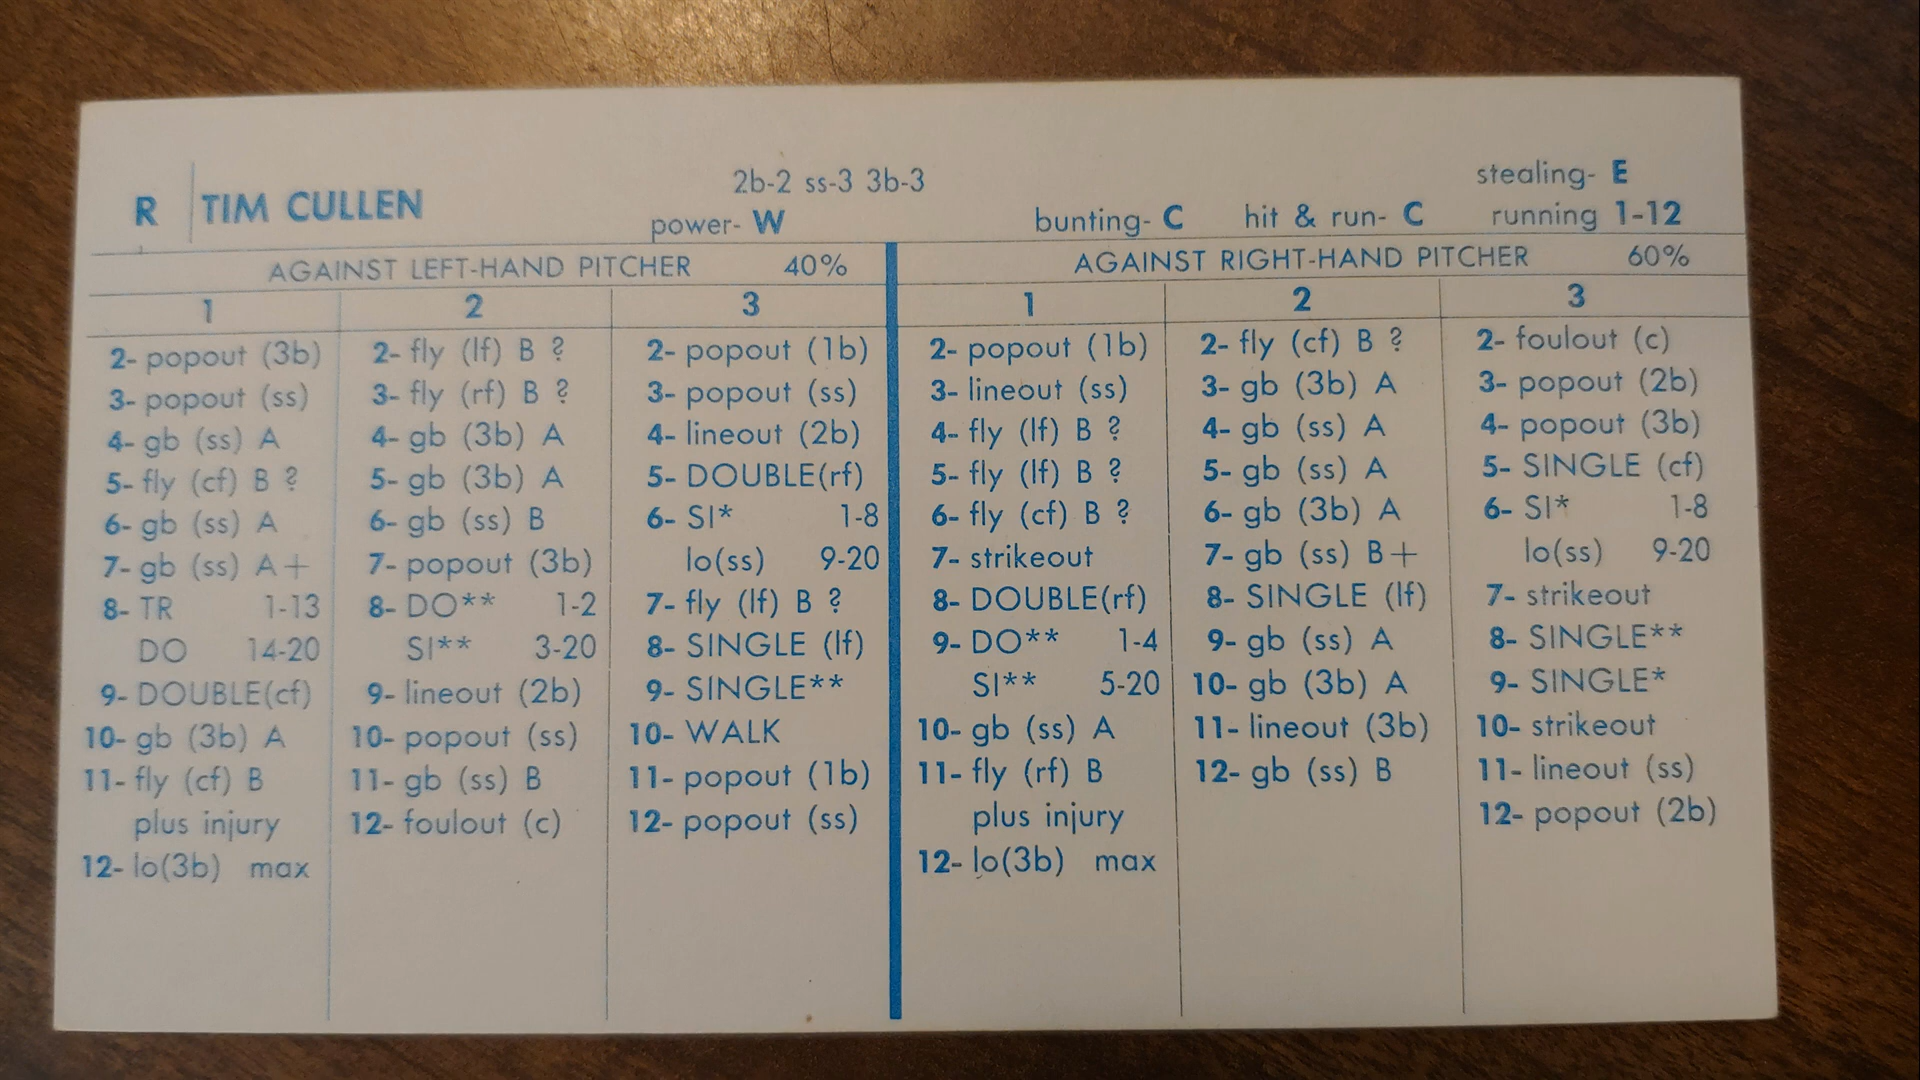 R TIM CULLEN
2b-2 ss-3 3b-3
power- W
bunting- C hit & run- C
stealing- E
running 1-12
AGAINST LEFT-HAND PITCHER 40%
1
2- popout (3b)
3- popout (ss)
4- gb (ss) A
5- fly (cf) B ?
6- gb (ss) A
7- gb (ss) A+
8- TR 1-13
DO 14-20
9- DOUBLE(cf)
10- gb (3b) A
11- fly (cf) B
plus injury
12- lo(3b) max
2
2- fly (lf) B ?
3- fly (rf) B ?
4- gb (3b) A
5- gb (3b) A
6- gb (ss) B
7- popout (3b)
8- DO** 1-2
SI** 3-20
9- lineout (2b)
10- popout (ss)
11- gb (ss) B
12- foulout (c)
3
2- popout (1b)
3- popout (ss)
4- lineout (2b)
5- DOUBLE(rf)
6- SI* 1-8
lo(ss) 9-20
7- fly (lf) B ?
8- SINGLE (lf)
9- SINGLE**
10- WALK
11- popout (1b)
12- popout (ss)
AGAINST RIGHT-HAND PITCHER 60%
1
2- popout (1b)
3- lineout (ss)
4- fly (lf) B ?
5- fly (lf) B ?
6- fly (cf) B ?
7- strikeout
8- DOUBLE(rf)
9- DO** 1-4
SI** 5-20
10- gb (ss) A
11- fly (rf) B
plus injury
12- lo(3b) max
2
2- fly (cf) B ?
3- gb (3b) A
4- gb (ss) A
5- gb (ss) A
6- gb (3b) A
7- gb (ss) B+
8- SINGLE (lf)
9- gb (ss) A
10- gb (3b) A
11- lineout (3b)
12- gb (ss) B
3
2- foulout (c)
3- popout (2b)
4- popout (3b)
5- SINGLE (cf)
6- SI* 1-8
lo(ss) 9-20
7- strikeout
8- SINGLE**
9- SINGLE*
10- strikeout
11- lineout (ss)
12- popout (2b)